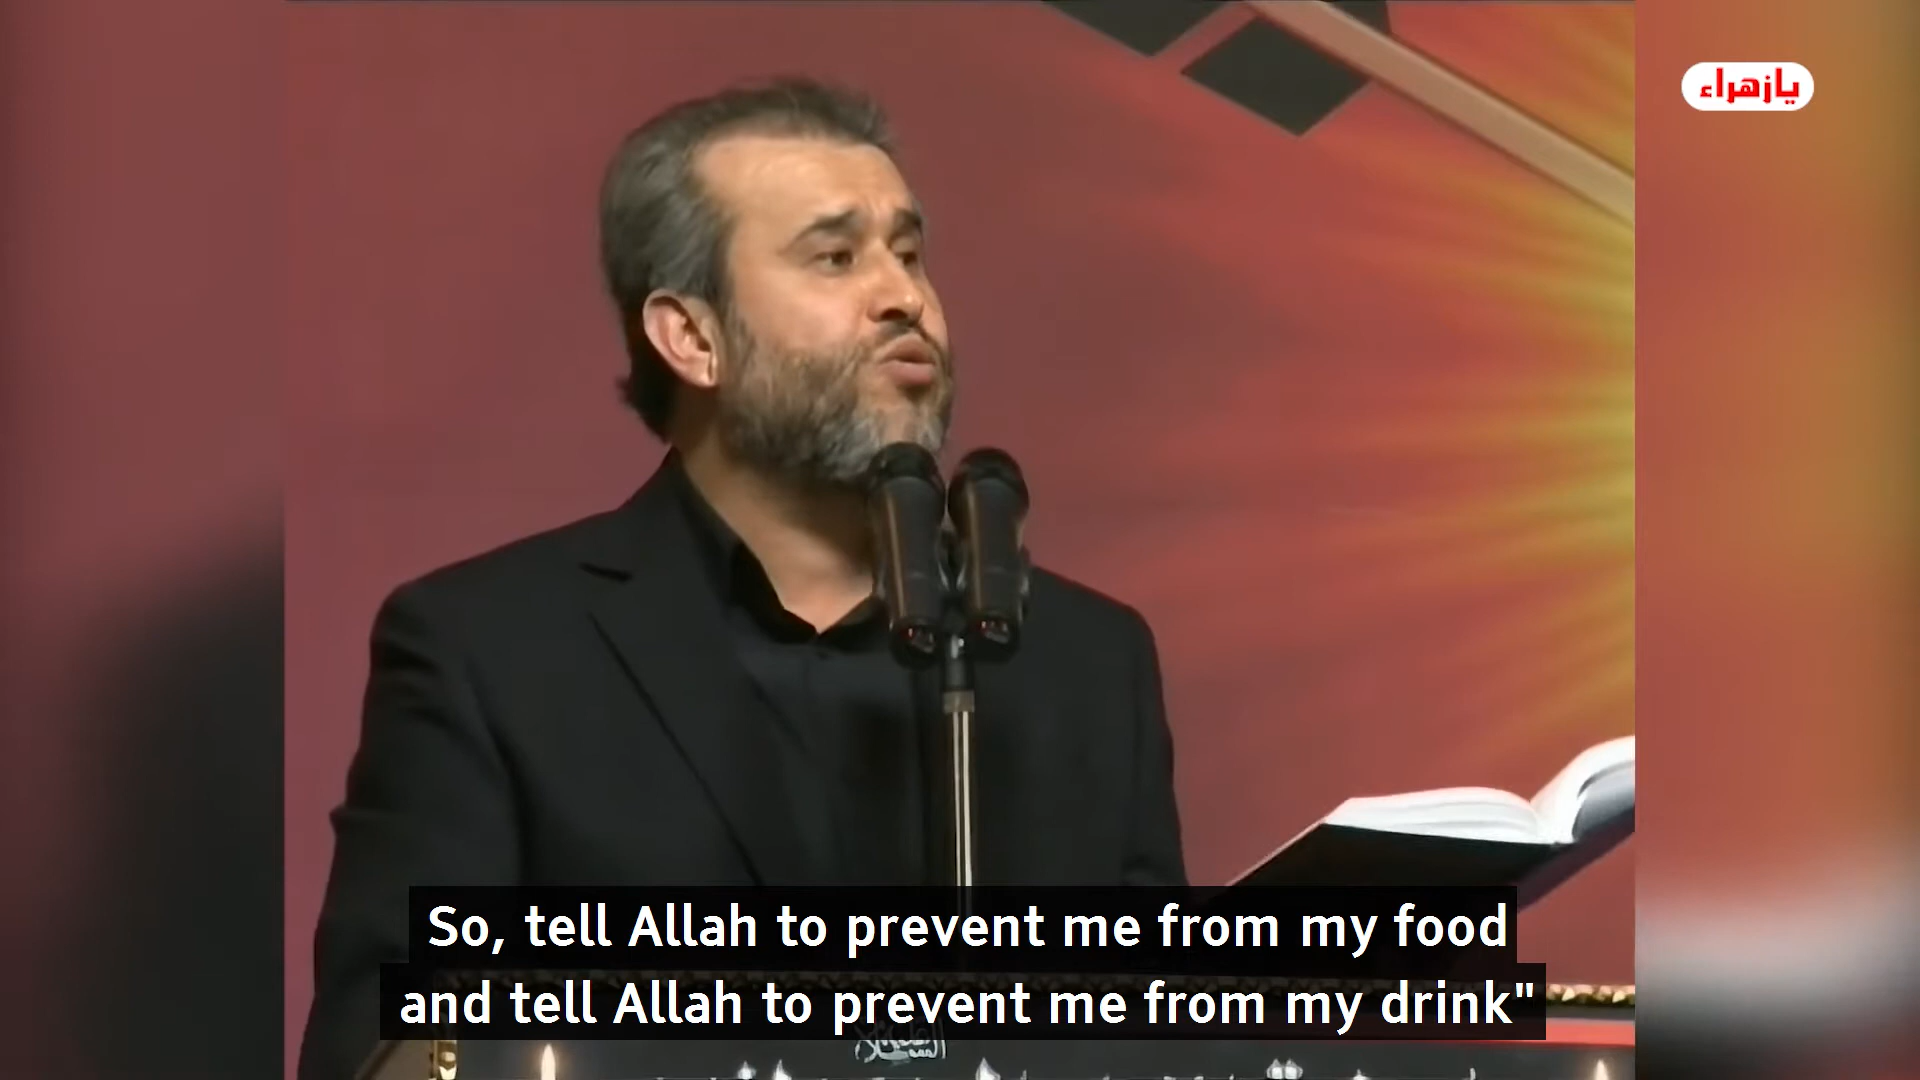 يازهراء
So, tell Allah to prevent me from my food
and tell Allah to prevent me from my drink"